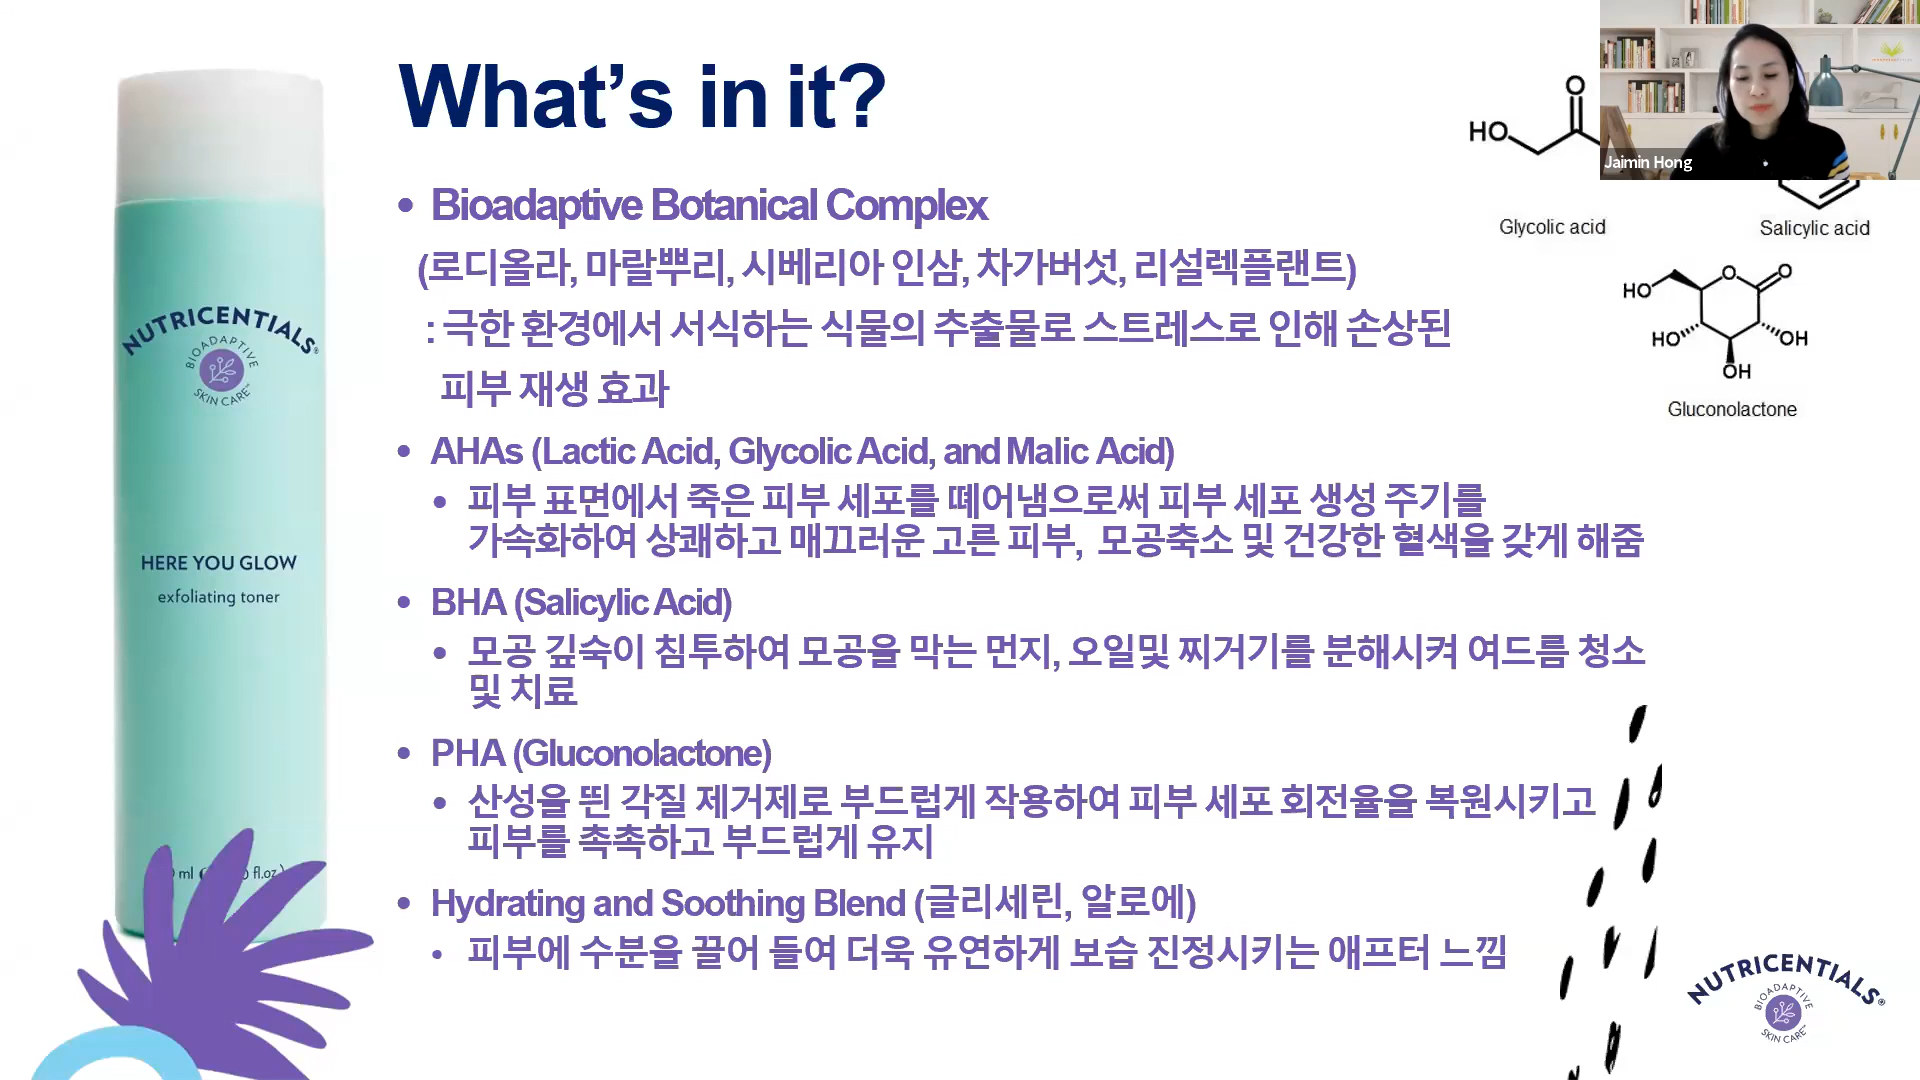 What's in it?
• Bioadaptive Botanical Complex
(로디올라, 마랄뿌리, 시베리아 인삼, 차가버섯, 리설렉플랜트)
: 극한 환경에서 서식하는 식물의 추출물로 스트레스로 인해 손상된
피부 재생 효과
• AHAs (Lactic Acid, Glycolic Acid, and Malic Acid)
• 피부 표면에서 죽은 피부 세포를 떼어냄으로써 피부 세포 생성 주기를
가속화하여 상쾌하고 매끄러운 고른 피부, 모공축소 및 건강한 혈색을 갖게 해줌
• BHA (Salicylic Acid)
• 모공 깊숙이 침투하여 모공을 막는 먼지, 오일및 찌거기를 분해시켜 여드름 청소
및 치료
• PHA (Gluconolactone)
• 산성을 띈 각질 제거제로 부드럽게 작용하여 피부 세포 회전율을 복원시키고
피부를 촉촉하고 부드럽게 유지
• Hydrating and Soothing Blend (글리세린, 알로에)
• 피부에 수분을 끌어 들여 더욱 유연하게 보습 진정시키는 애프터 느낌
NUTRICENTIALS®
BIOADAPTIVE
SKIN CARE™
HERE YOU GLOW
exfoliating toner
ml
fl.oz.)
HO
O
Glycolic acid
Jaimin Hong
Salicylic acid
HO
O
O
HO
OH
OH
Gluconolactone
NUTRICENTIALS®
BIOADAPTIVE
SKIN CARE™